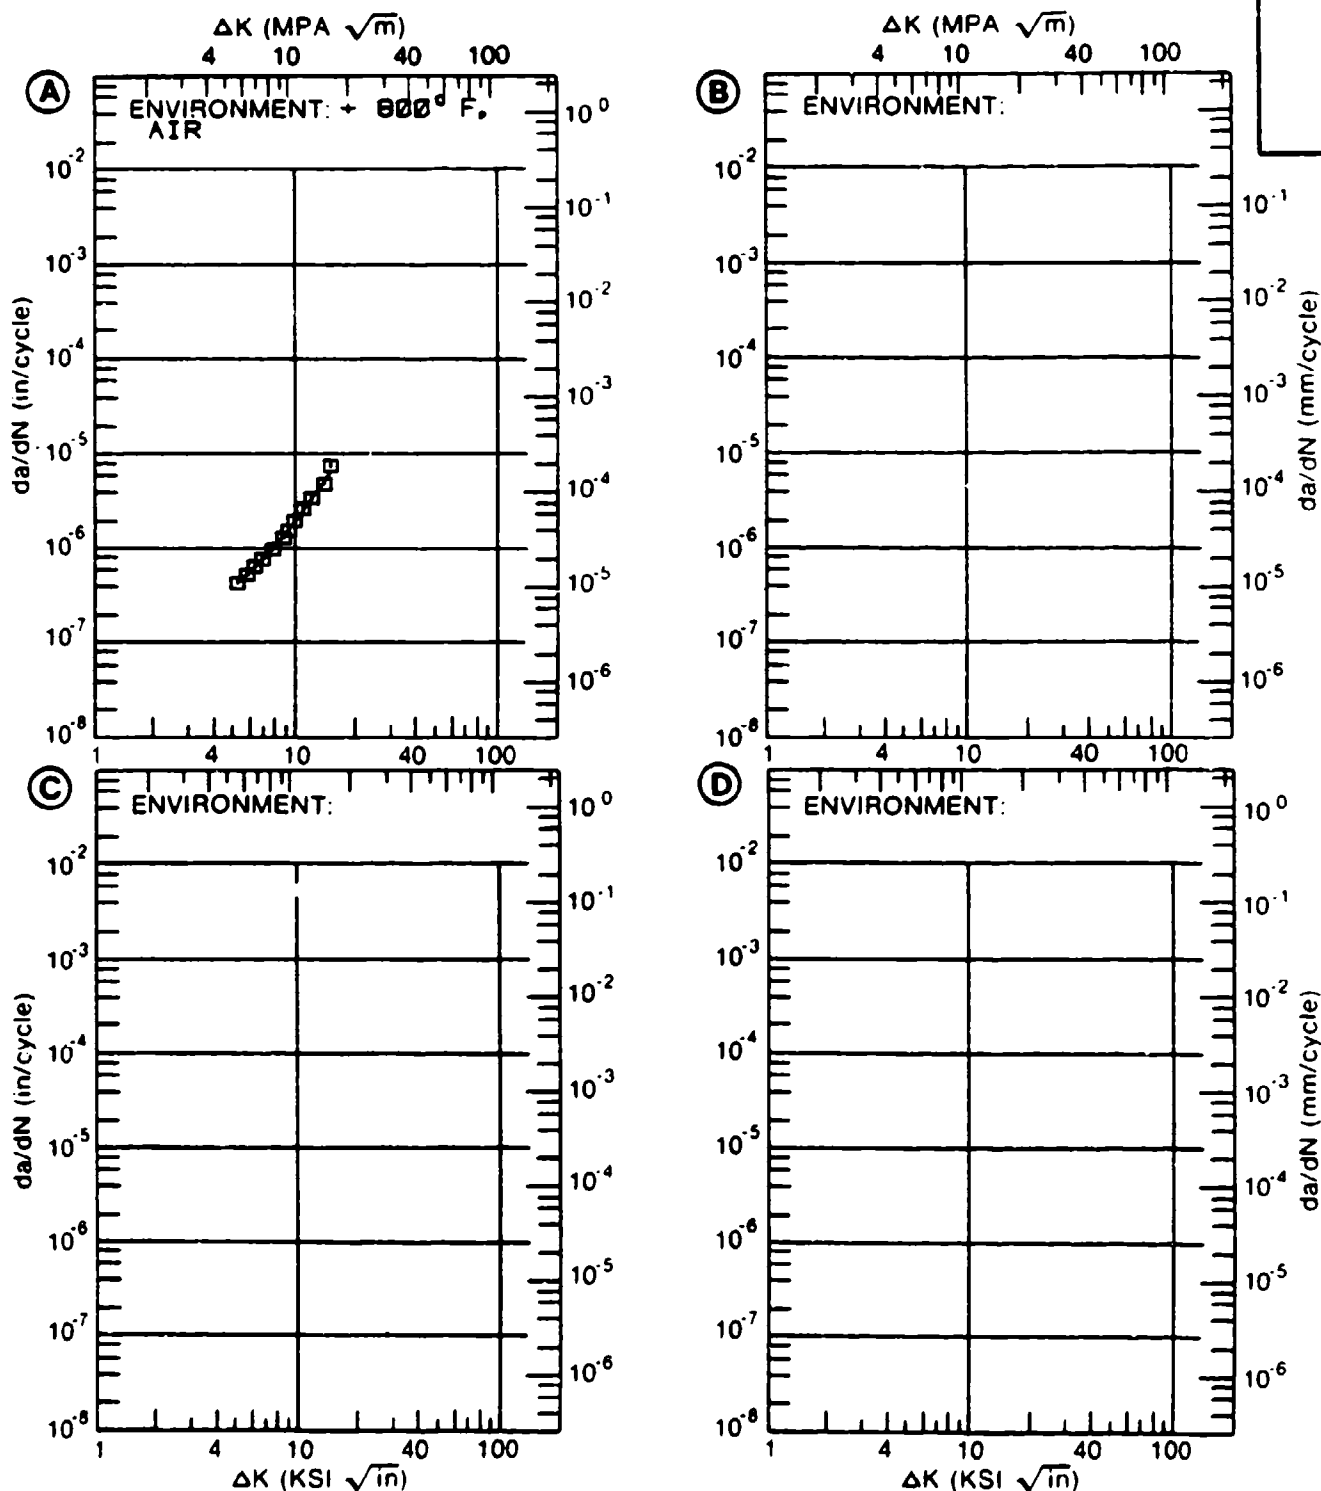 ΔK (MPA √m)
4 10 40 100
A
ENVIRONMENT: + 800° F,
AIR
10⁰
10⁻²
10⁻¹
10⁻³
10⁻²
10⁻⁴
10⁻³
10⁻⁵
10⁻⁴
10⁻⁶
10⁻⁵
10⁻⁷
10⁻⁶
10⁻⁸
1 4 10 40 100
da/dN (in/cycle)
ΔK (MPA √m)
4 10 40 100
B
ENVIRONMENT:
10⁻²
10⁻¹
10⁻³
10⁻²
10⁻⁴
10⁻³
10⁻⁵
10⁻⁴
10⁻⁶
10⁻⁵
10⁻⁷
10⁻⁶
10⁻⁸
1 4 10 40 100
da/dN (mm/cycle)
C
ENVIRONMENT:
10⁰
10⁻²
10⁻¹
10⁻³
10⁻²
10⁻⁴
10⁻³
10⁻⁵
10⁻⁴
10⁻⁶
10⁻⁵
10⁻⁷
10⁻⁶
10⁻⁸
1 4 10 40 100
da/dN (in/cycle)
ΔK (KSI √in)
D
ENVIRONMENT:
10⁰
10⁻²
10⁻¹
10⁻³
10⁻²
10⁻⁴
10⁻³
10⁻⁵
10⁻⁴
10⁻⁶
10⁻⁵
10⁻⁷
10⁻⁶
10⁻⁸
1 4 10 40 100
da/dN (mm/cycle)
ΔK (KSI √in)